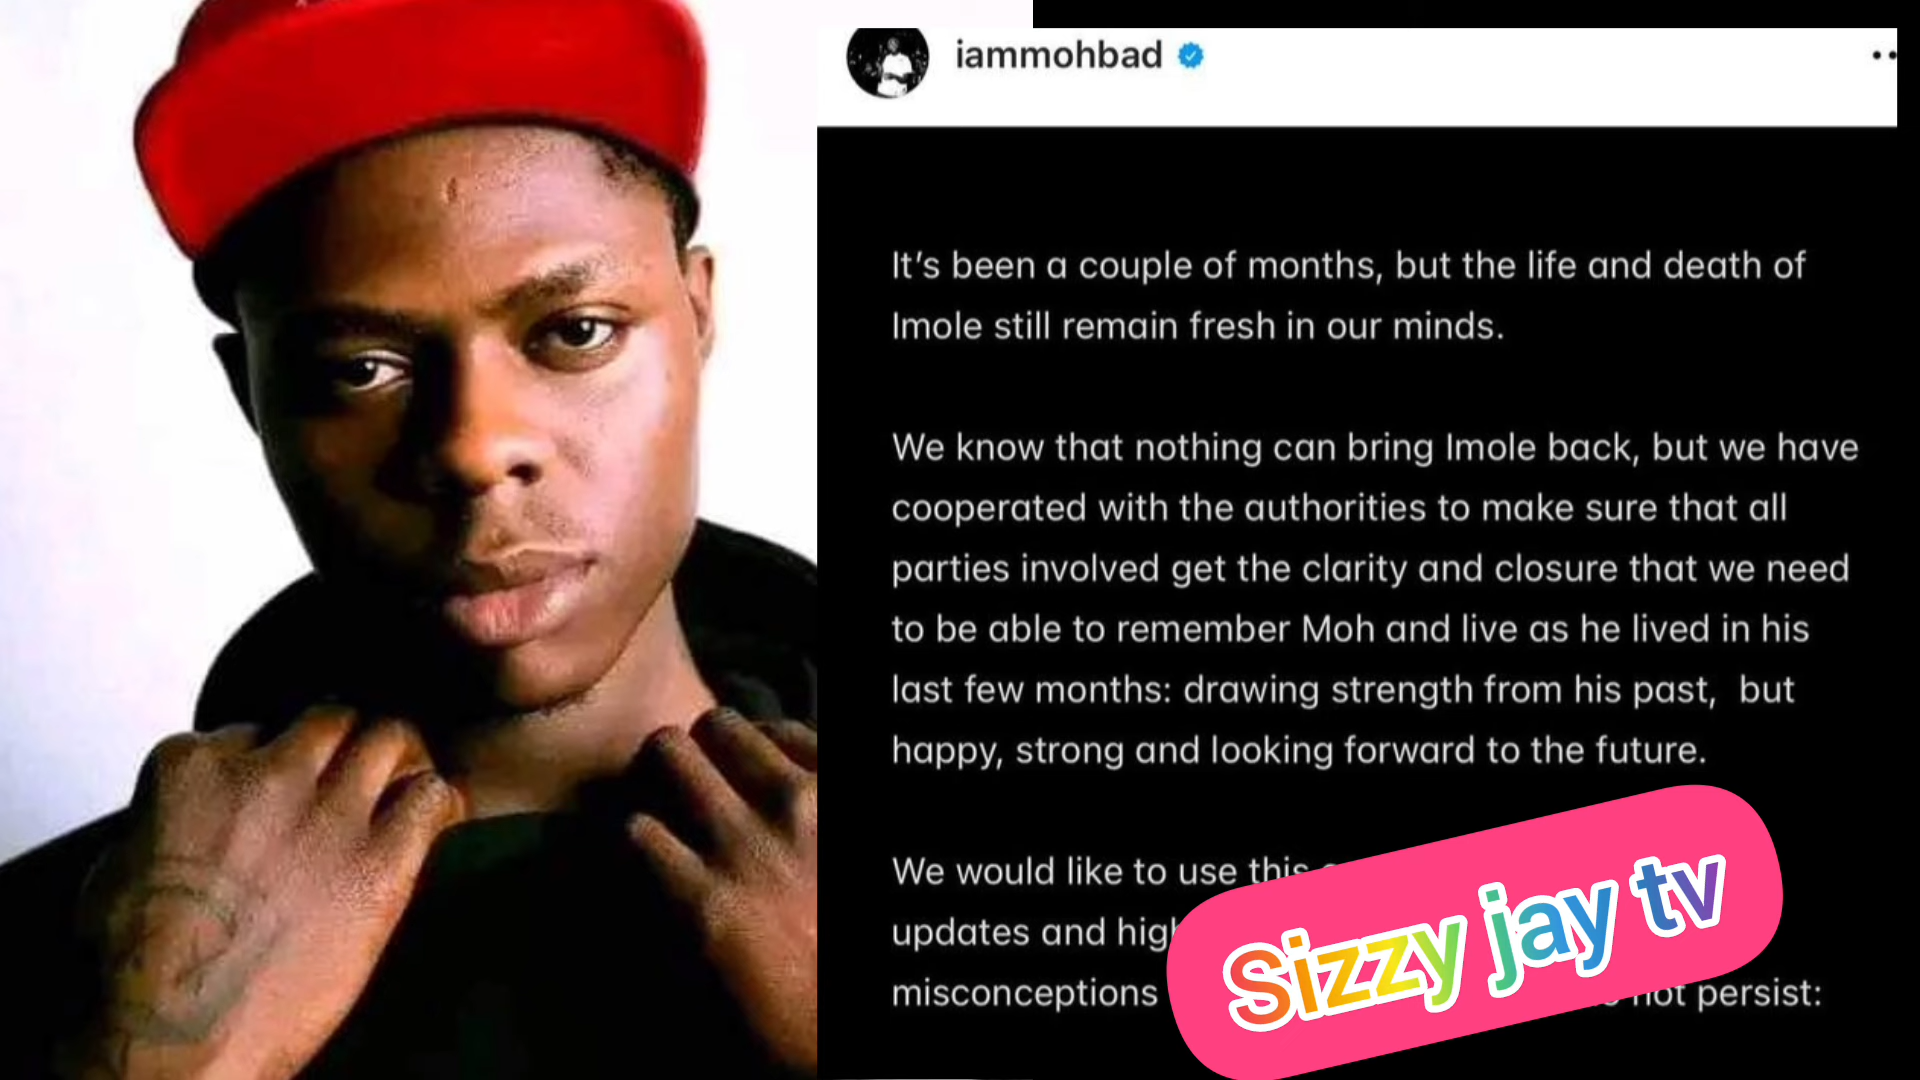 iammohbad
It's been a couple of months, but the life and death of
Imole still remain fresh in our minds.
We know that nothing can bring Imole back, but we have
cooperated with the authorities to make sure that all
parties involved get the clarity and closure that we need
to be able to remember Moh and live as he lived in his
last few months: drawing strength from his past, but
happy, strong and looking forward to the future.
We would like to use this
updates and
misconceptions not persist:
Sizzy jay tv